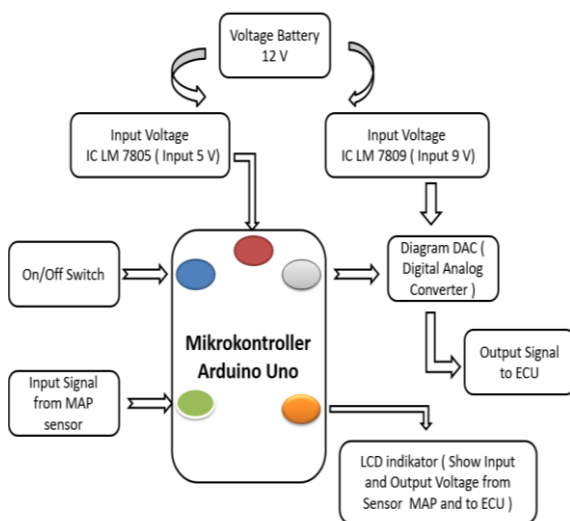 Voltage Battery
12 V
Input Voltage
IC LM 7805 ( Input 5 V)
Input Voltage
IC LM 7809 ( Input 9 V)
On/Off Switch
Diagram DAC (
Digital Analog
Converter )
Mikrokontroller
Arduino Uno
Output Signal
to ECU
Input Signal
from MAP
sensor
LCD indikator ( Show Input
and Output Voltage from
Sensor MAP and to ECU )